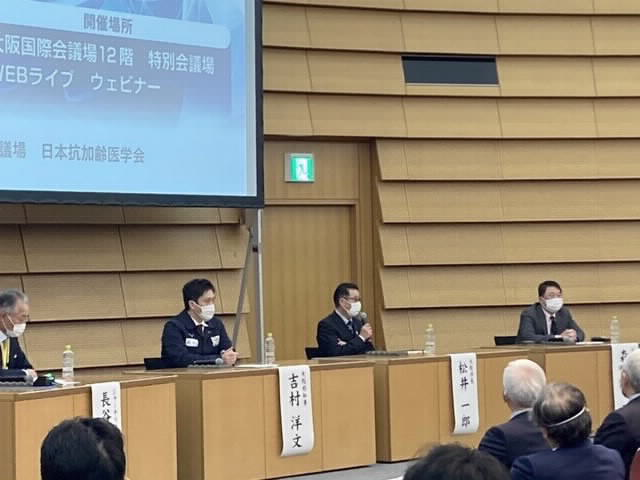 開催場所
大阪国際会議場12階 特別会議場
WEBライブ ウェビナー
議場 日本抗加齢医学会
長谷
吉村 洋文
松井 一郎